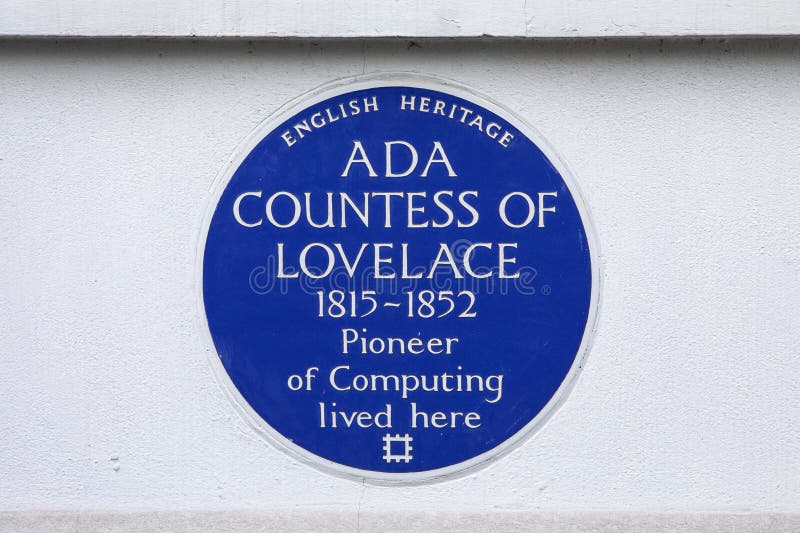 ENGLISH HERITAGE
ADA
COUNTESS OF
LOVELACE
1815~1852
Pioneer
of Computing
lived here